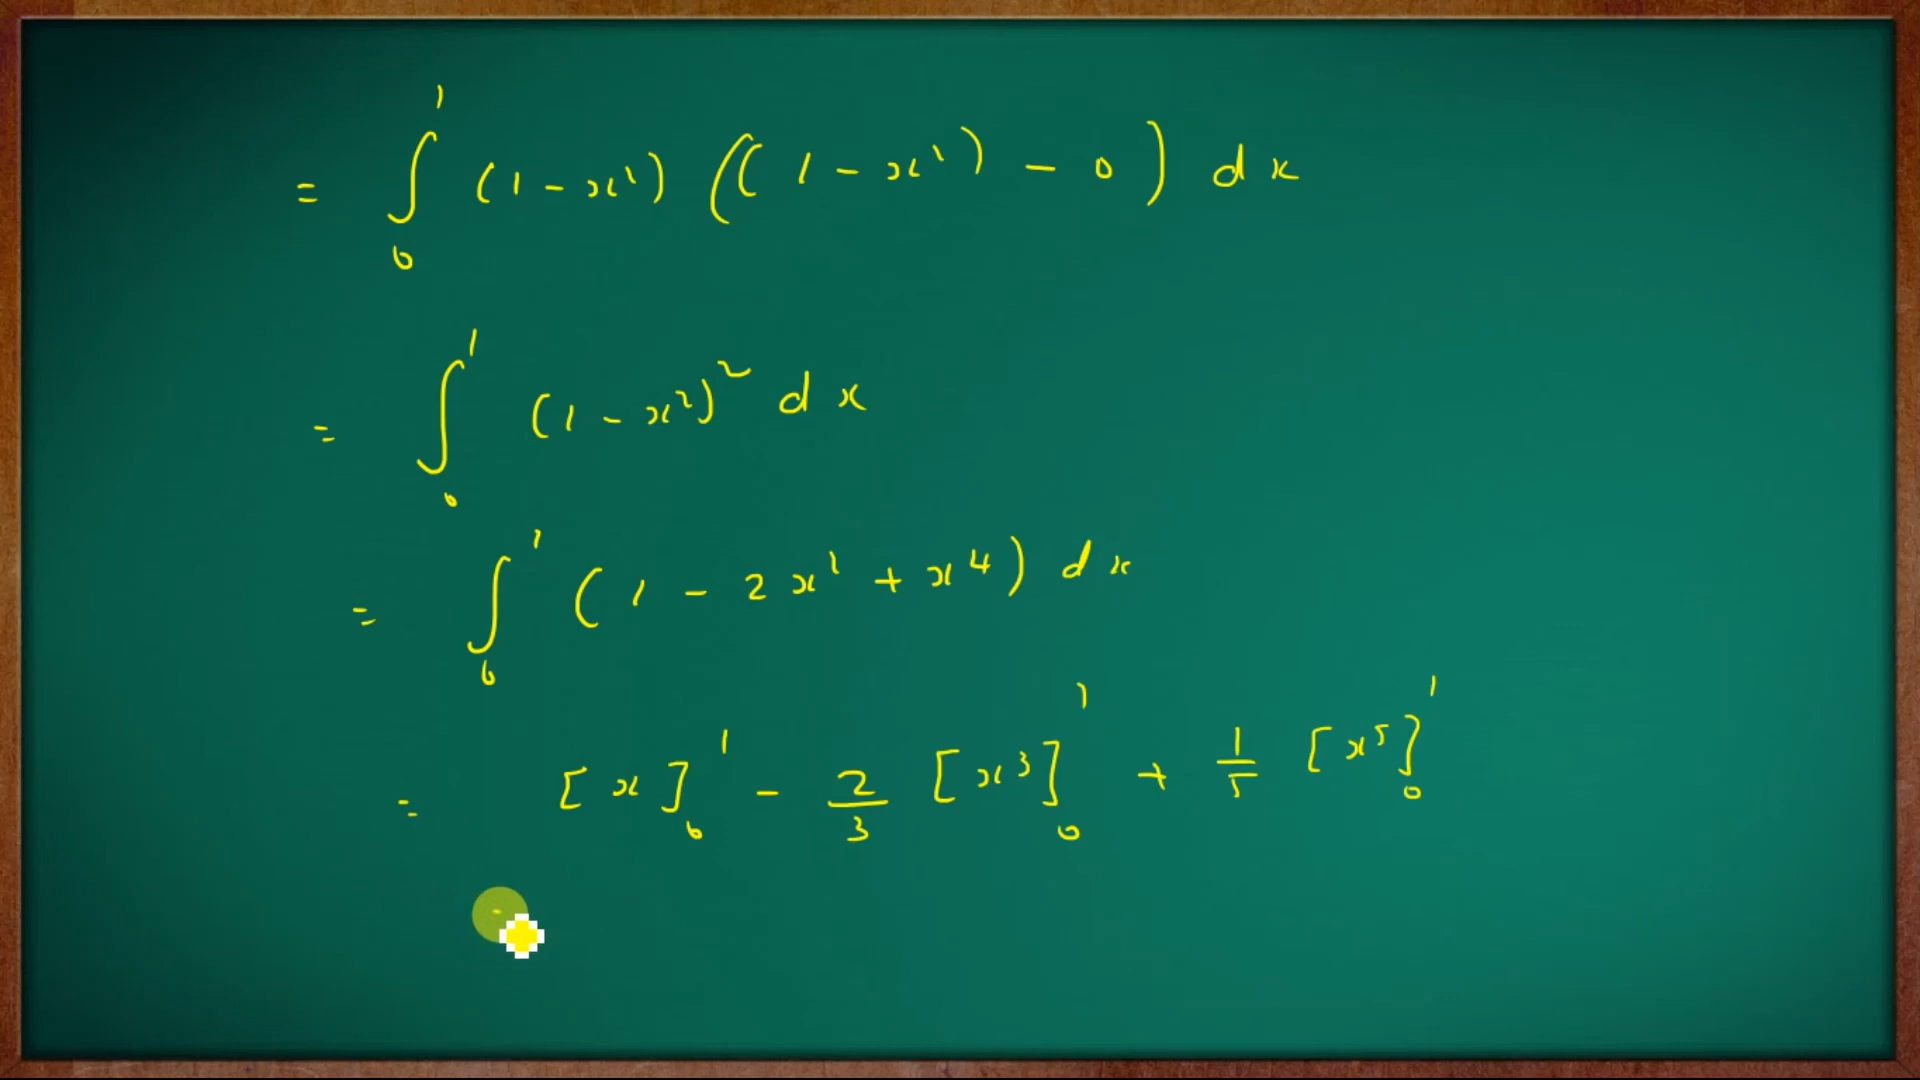 = ∫₀¹ (1 - x²) ((1 - x²) - 0) dx
= ∫₀¹ (1 - x²)² dx
= ∫₀¹ (1 - 2x² + x⁴) dx
= [x]₀¹ - 2/3 [x³]₀¹ + 1/5 [x⁵]₀¹
-